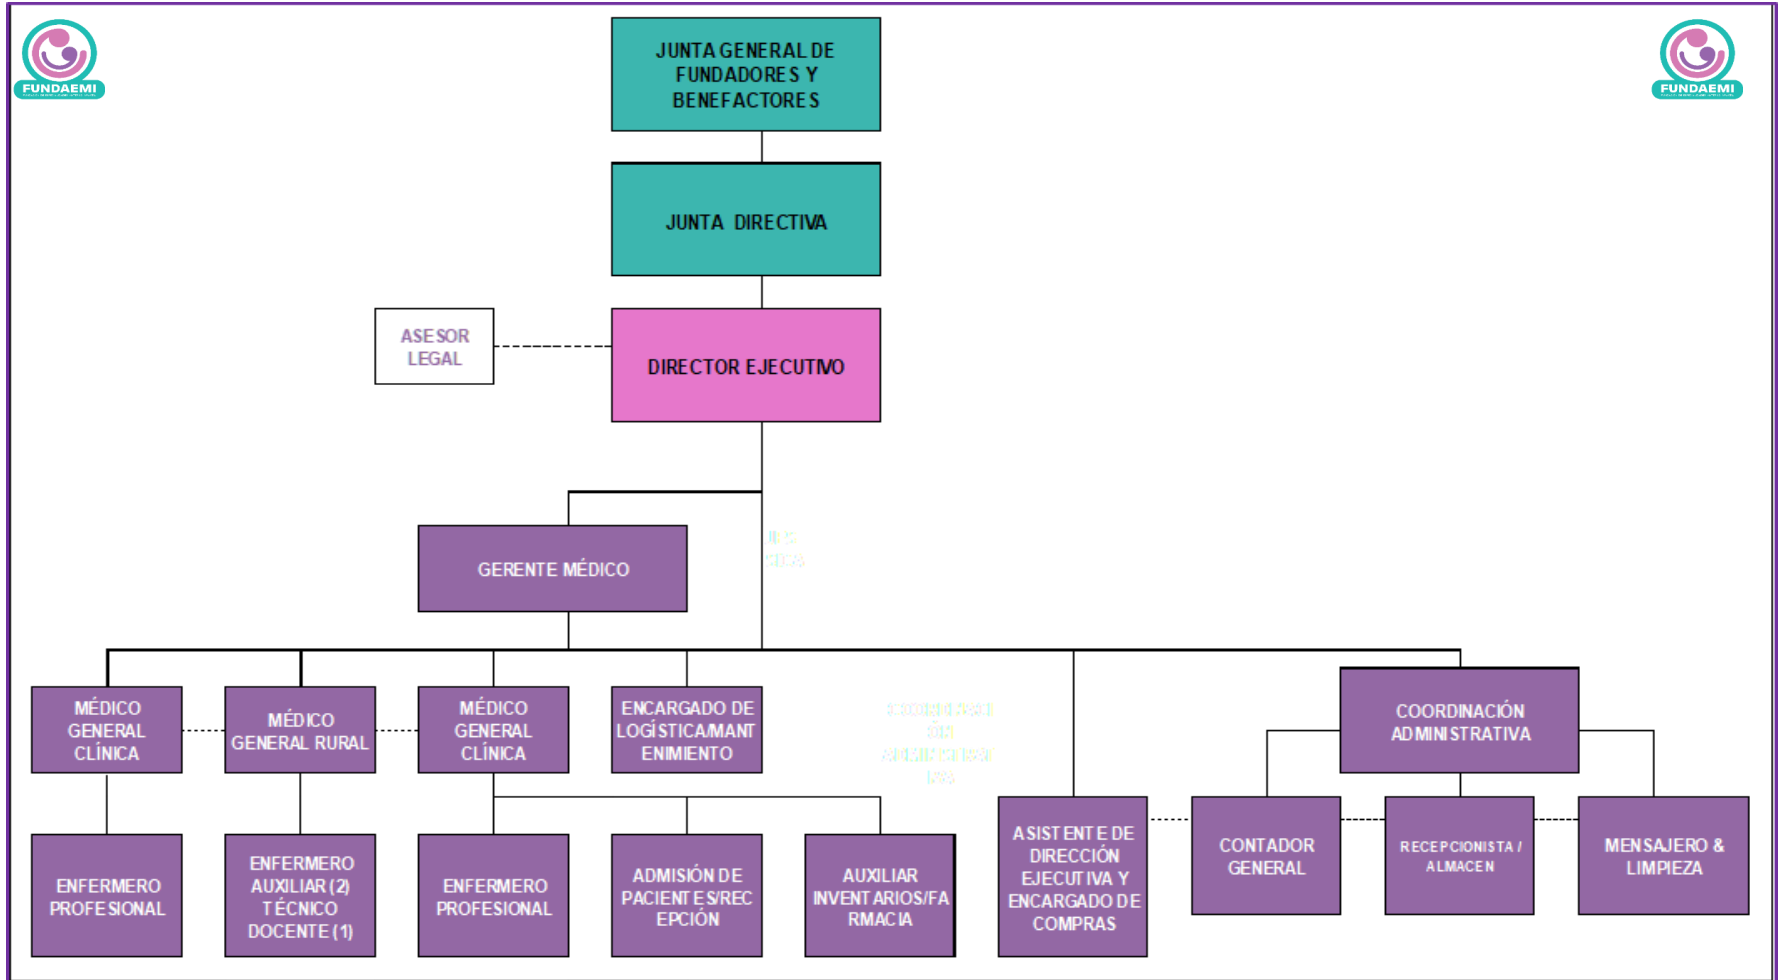 FUNDAEMI
FUNDAEMI
JUNTA GENERAL DE
FUNDADORES Y
BENEFACTORES
JUNTA DIRECTIVA
ASESOR
LEGAL
DIRECTOR EJECUTIVO
GERENTE MÉDICO
MÉDICO
GENERAL
CLÍNICA
MÉDICO
GENERAL RURAL
MÉDICO
GENERAL
CLÍNICA
ENCARGADO DE
LOGÍSTICA/MANT
ENIMIENTO
COORDINACIÓN
ADMINISTRATIVA
ENFERMERO
PROFESIONAL
ENFERMERO
AUXILIAR (2)
TÉCNICO
DOCENTE (1)
ENFERMERO
PROFESIONAL
ADMISIÓN DE
PACIENTES/REC
EPCIÓN
AUXILIAR
INVENTARIOS/FA
RMACIA
ASISTENTE DE
DIRECCIÓN
EJECUTIVA Y
ENCARGADO DE
COMPRAS
CONTADOR
GENERAL
RECEPCIONISTA /
ALMACEN
MENSAJERO &
LIMPIEZA